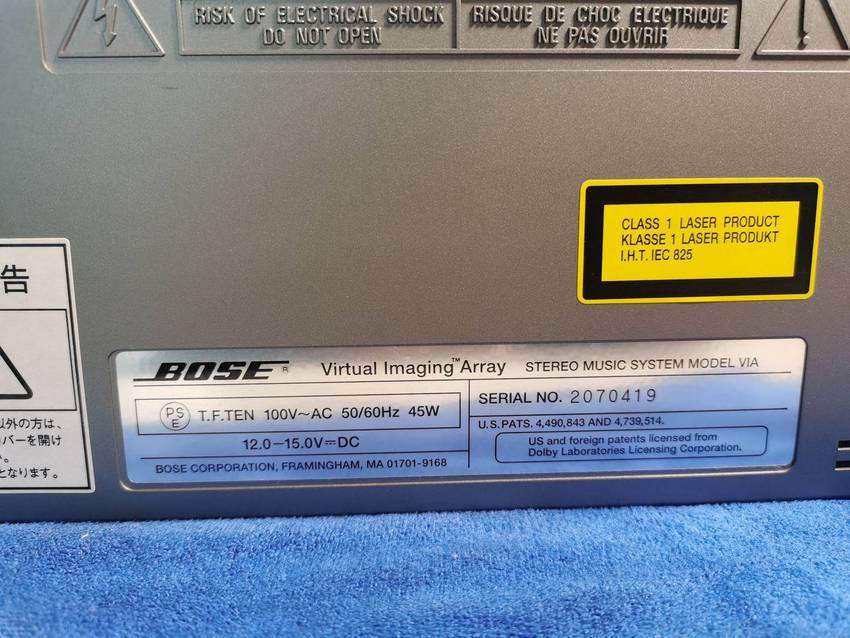 RISK OF ELECTRICAL SHOCK
DO NOT OPEN
RISQUE DE CHOC ELECTRIQUE
NE PAS OUVRIR
CLASS 1 LASER PRODUCT
KLASSE 1 LASER PRODUKT
I.H.T. IEC 825
告
以外の方は、
バーを開け
い。
となります。
BOSE® Virtual Imaging™Array STEREO MUSIC SYSTEM MODEL VIA
PS
E
T.F.TEN 100V~AC 50/60Hz 45W
12.0-15.0V⎓DC
BOSE CORPORATION, FRAMINGHAM, MA 01701-9168
SERIAL NO. 2070419
U.S.PATS. 4,490,843 AND 4,739,514.
US and foreign patents licensed from
Dolby Laboratories Licensing Corporation.